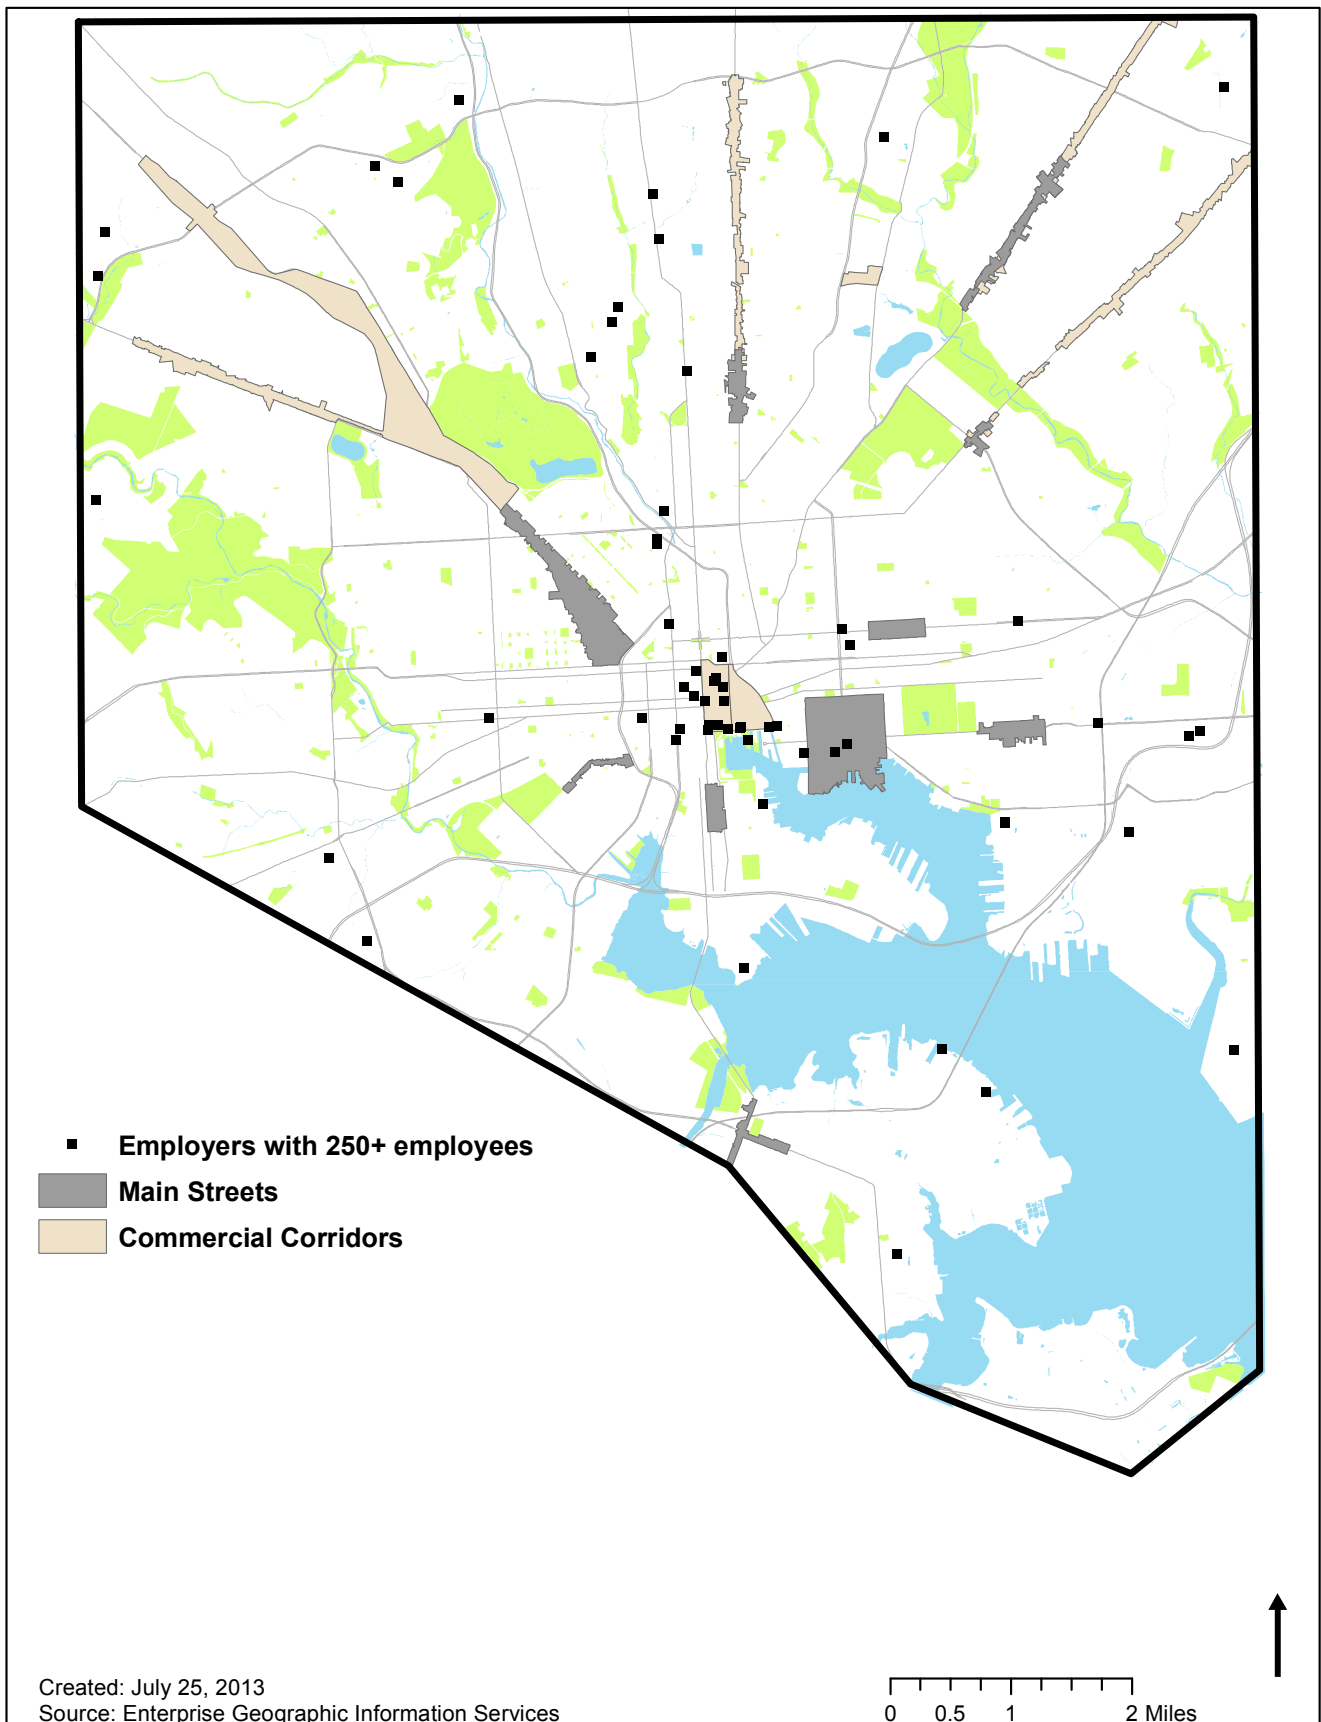 Employers with 250+ employees
Main Streets
Commercial Corridors
Created: July 25, 2013
Source: Enterprise Geographic Information Services
0 0.5 1 2 Miles